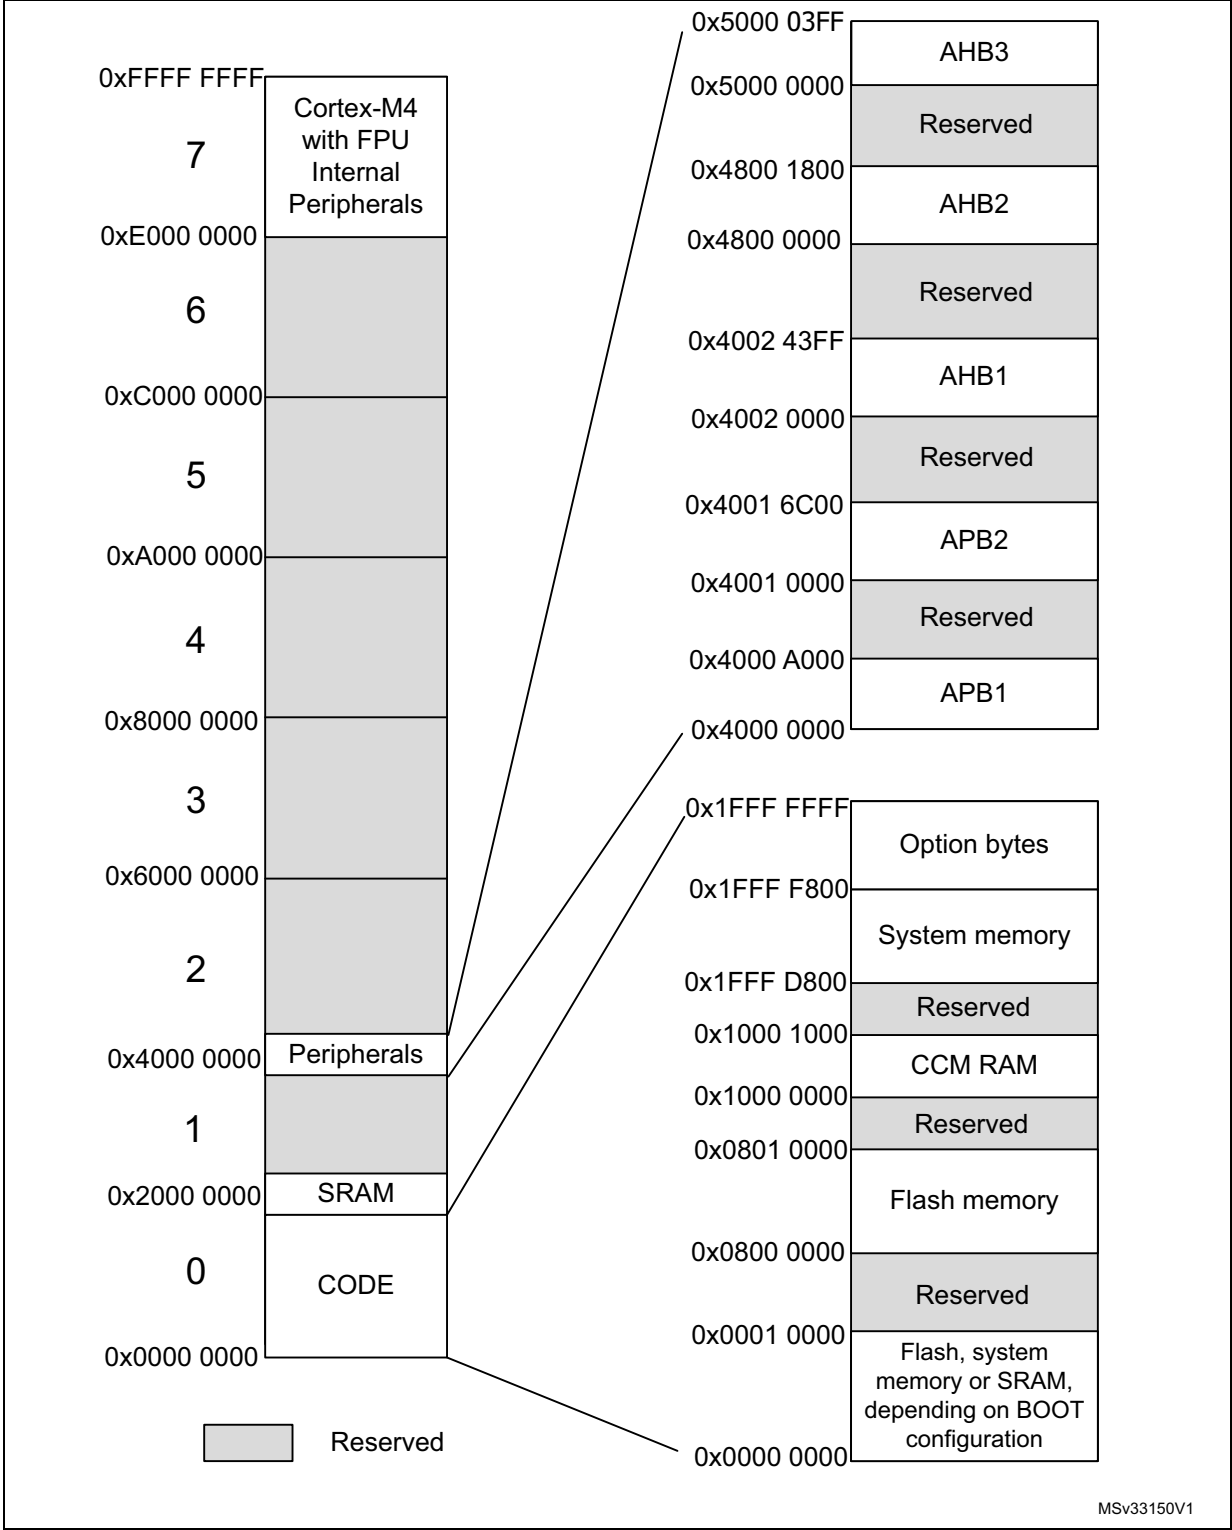 0xFFFF FFFF
Cortex-M4
with FPU
Internal
Peripherals
7
0xE000 0000
6
0xC000 0000
5
0xA000 0000
4
0x8000 0000
3
0x6000 0000
2
Peripherals
0x4000 0000
1
0x2000 0000
SRAM
0
CODE
0x0000 0000
Reserved
0x5000 03FF
AHB3
0x5000 0000
Reserved
0x4800 1800
AHB2
0x4800 0000
Reserved
0x4002 43FF
AHB1
0x4002 0000
Reserved
0x4001 6C00
APB2
0x4001 0000
Reserved
0x4000 A000
APB1
0x4000 0000
0x1FFF FFFF
Option bytes
0x1FFF F800
System memory
0x1FFF D800
Reserved
0x1000 1000
CCM RAM
0x1000 0000
Reserved
0x0801 0000
Flash memory
0x0800 0000
Reserved
0x0001 0000
Flash, system
memory or SRAM,
depending on BOOT
configuration
0x0000 0000
MSv33150V1